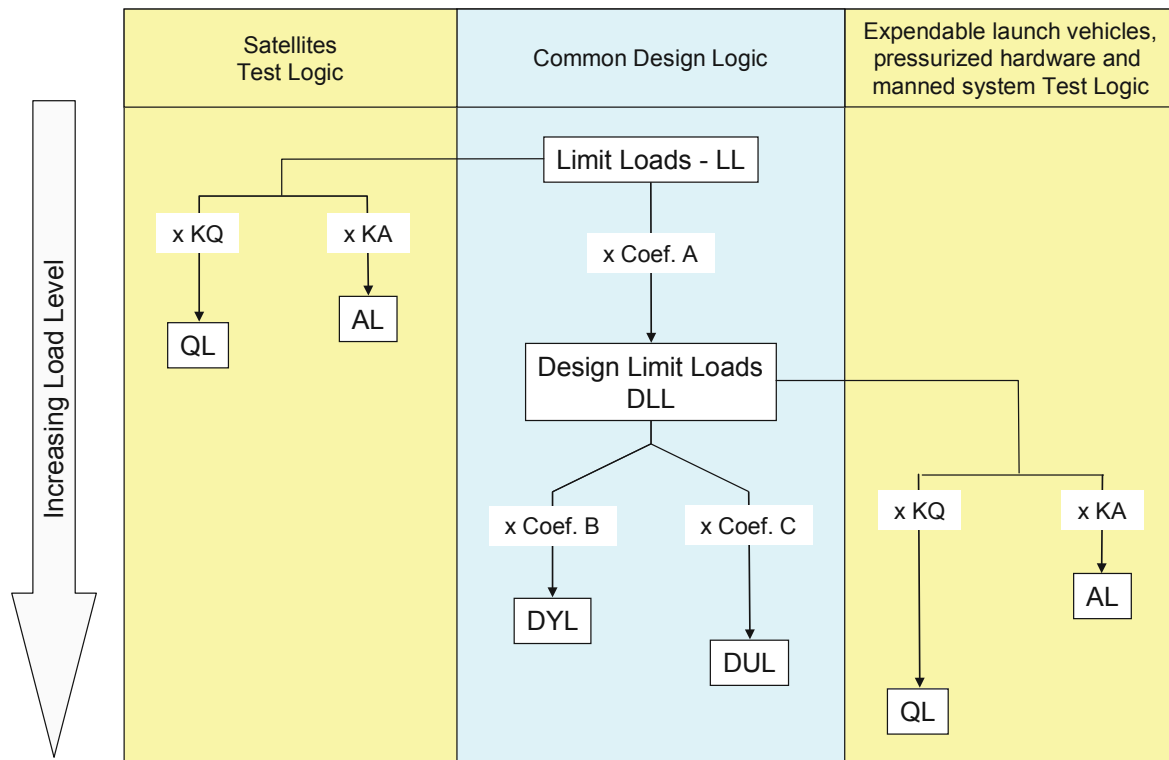 Satellites
Test Logic
Common Design Logic
Expendable launch vehicles,
pressurized hardware and
manned system Test Logic
Increasing Load Level
Limit Loads - LL
x KQ
x KA
x Coef. A
QL
AL
Design Limit Loads
DLL
x Coef. B
x Coef. C
x KQ
x KA
DYL
DUL
AL
QL